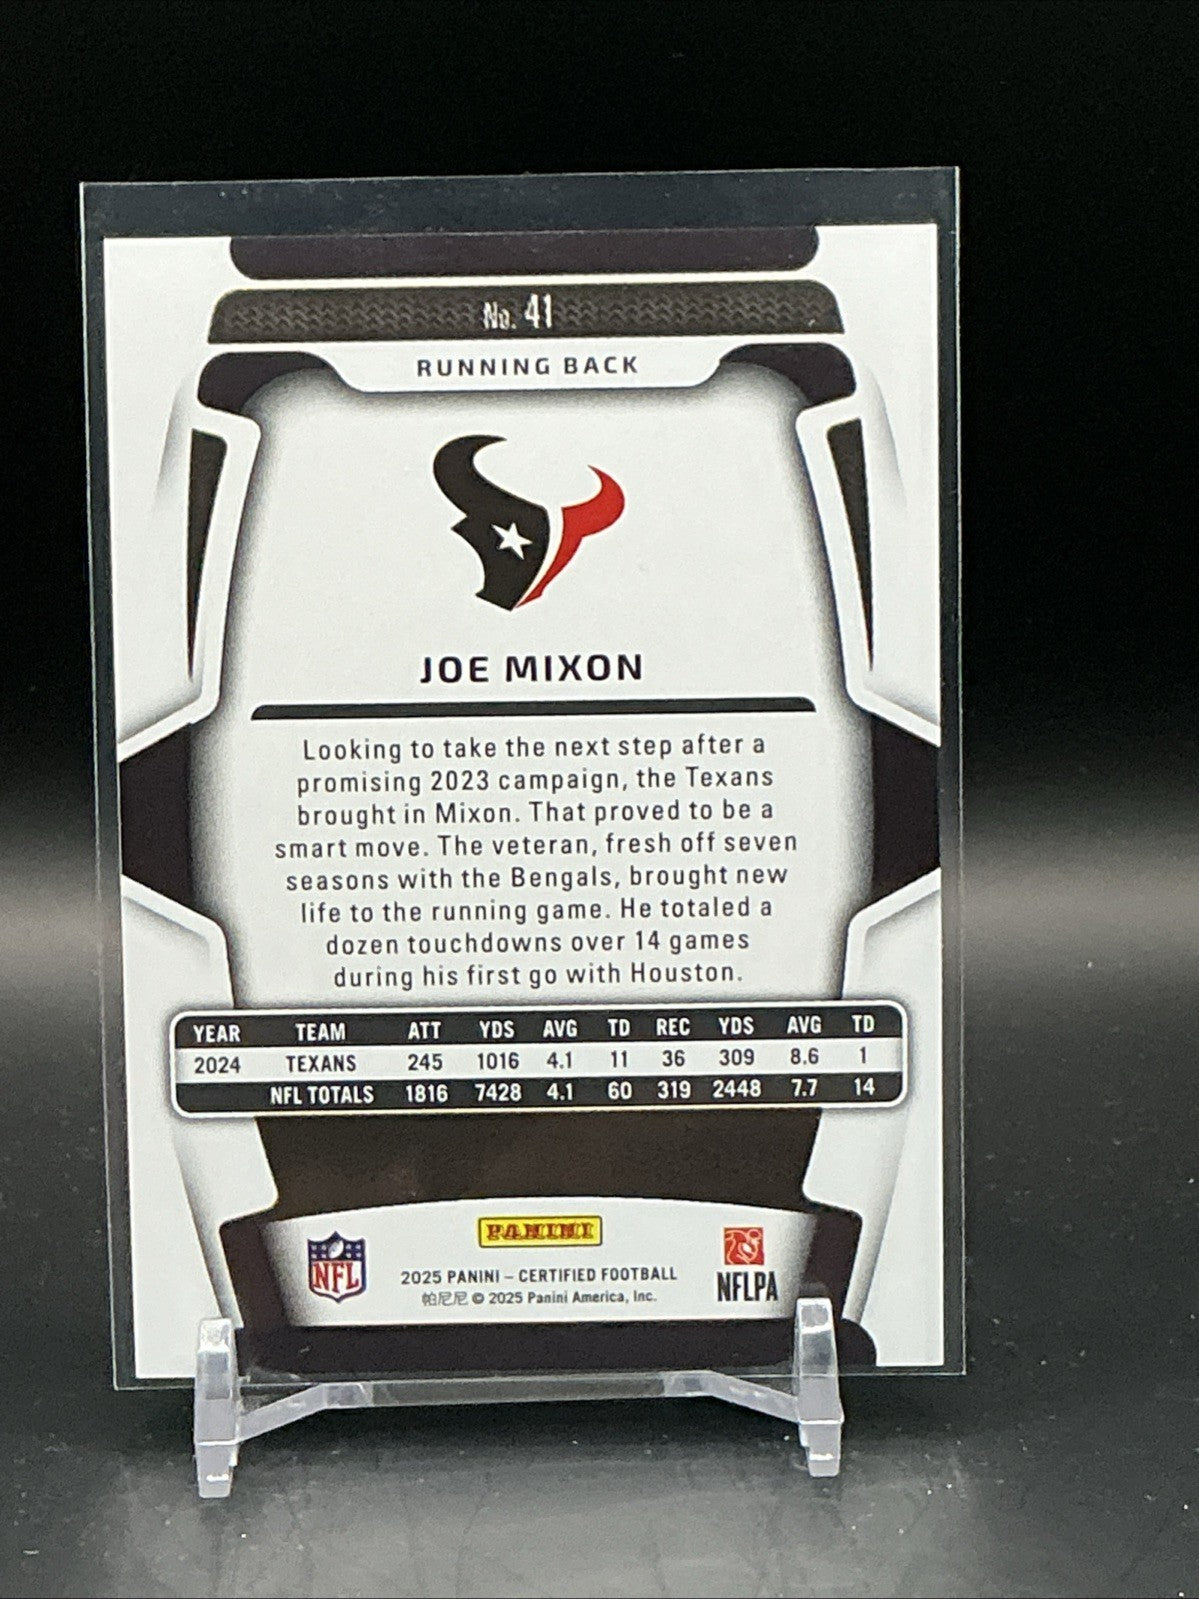 No. 41
RUNNING BACK
JOE MIXON
Looking to take the next step after a
promising 2023 campaign, the Texans
brought in Mixon. That proved to be a
smart move. The veteran, fresh off seven
seasons with the Bengals, brought new
life to the running game. He totaled a
dozen touchdowns over 14 games
during his first go with Houston.
YEAR TEAM ATT YDS AVG TD REC YDS AVG TD
2024 TEXANS 245 1016 4.1 11 36 309 8.6 1
NFL TOTALS 1816 7428 4.1 60 319 2448 7.7 14
PANINI
NFL
2025 PANINI – CERTIFIED FOOTBALL
帕尼尼 © 2025 Panini America, Inc.
NFLPA